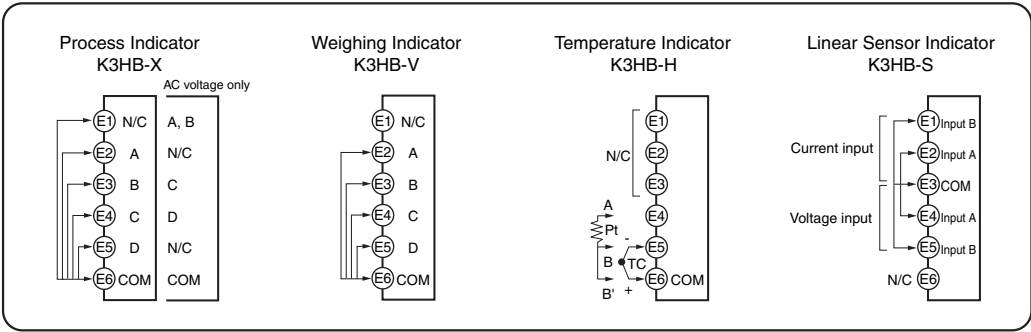 Process Indicator
K3HB-X
AC voltage only
E1 N/C A, B
E2 A N/C
E3 B C
E4 C D
E5 D N/C
E6 COM COM
Weighing Indicator
K3HB-V
E1 N/C
E2 A
E3 B
E4 C
E5 D
E6 COM
Temperature Indicator
K3HB-H
E1
N/C E2
E3
A
E4
Pt
- E5
B TC
E6 COM
B' +
Linear Sensor Indicator
K3HB-S
E1 Input B
Current input
E2 Input A
E3 COM
Voltage input
E4 Input A
E5 Input B
N/C E6